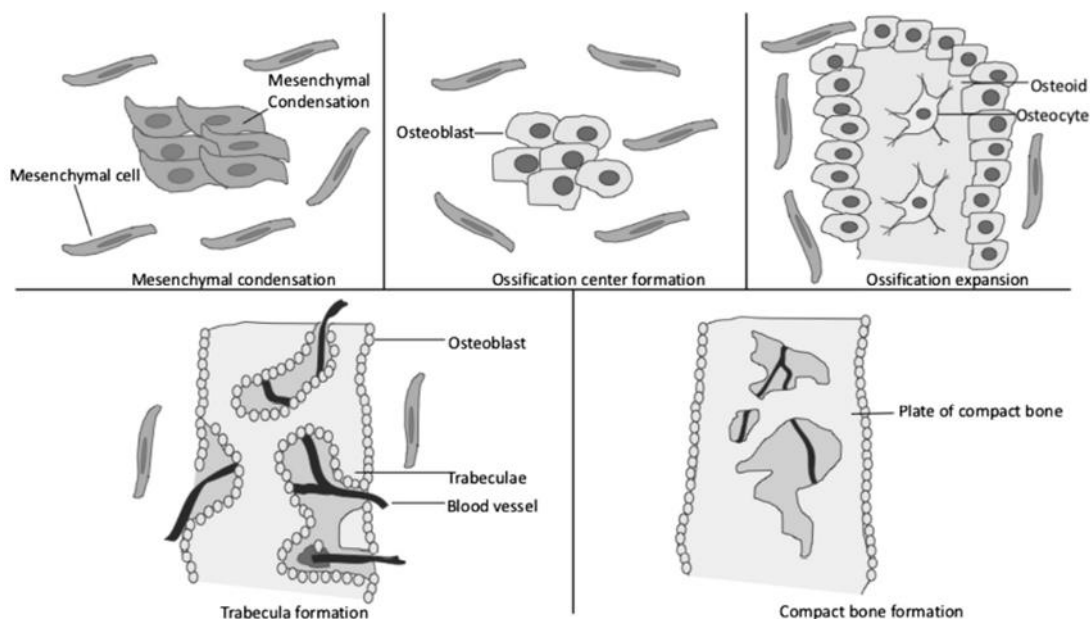 Mesenchymal
Condensation
Mesenchymal cell
Mesenchymal condensation
Osteoblast
Ossification center formation
Osteoid
Osteocyte
Ossification expansion
Osteoblast
Trabeculae
Blood vessel
Trabecula formation
Plate of compact bone
Compact bone formation